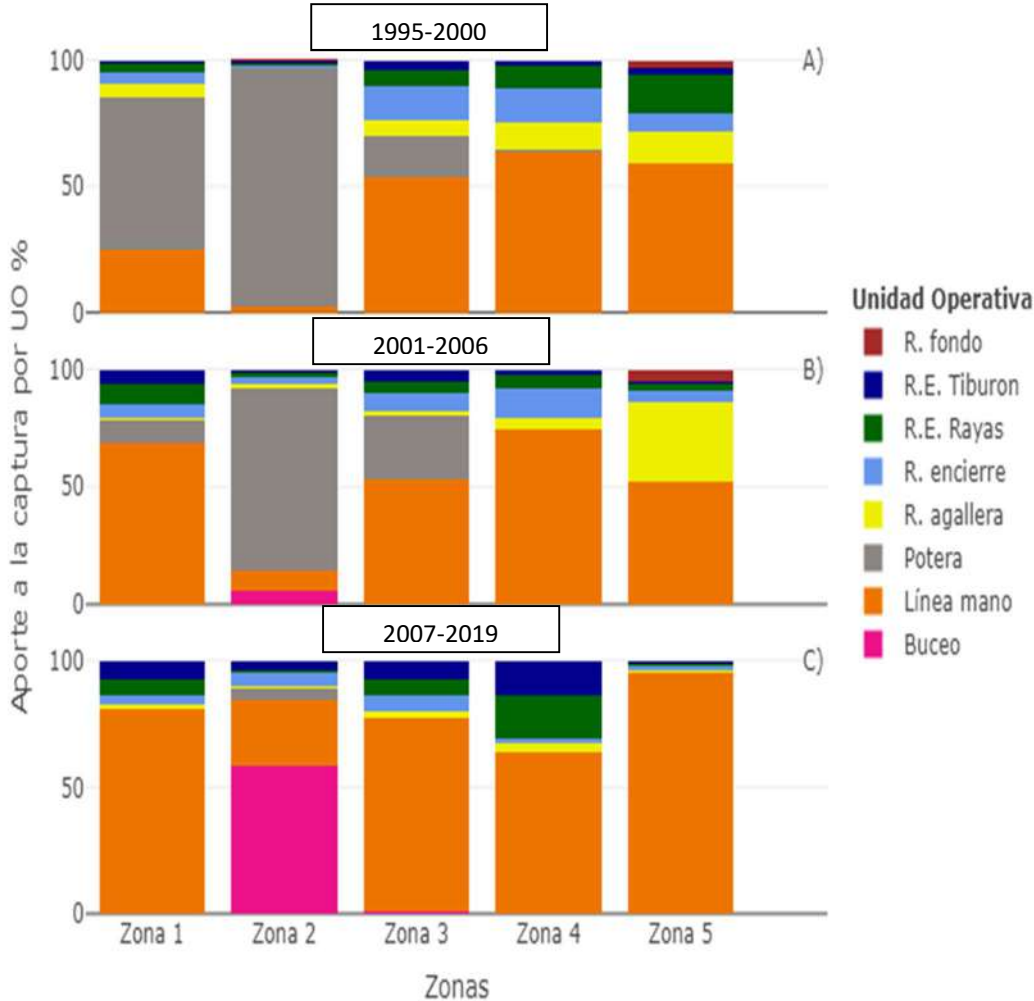 1995-2000
100
50
0
A)
2001-2006
100
50
0
B)
2007-2019
100
50
0
C)
Aporte a la captura por UO %
Zona 1 Zona 2 Zona 3 Zona 4 Zona 5
Zonas
Unidad Operativa
R. fondo
R.E. Tiburon
R.E. Rayas
R. encierre
R. agallera
Potera
Línea mano
Buceo